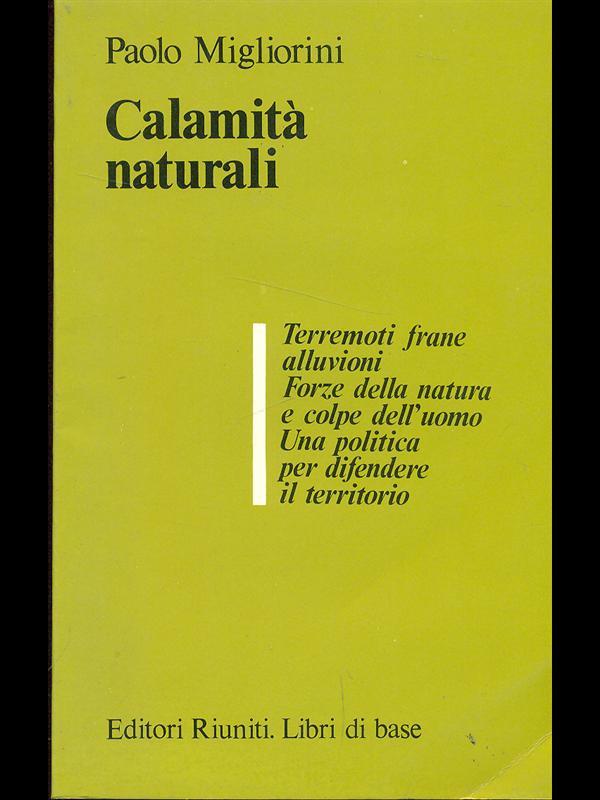 Paolo Migliorini
Calamità
naturali
Terremoti frane
alluvioni
Forze della natura
e colpe dell'uomo
Una politica
per difendere
il territorio
Editori Riuniti. Libri di base